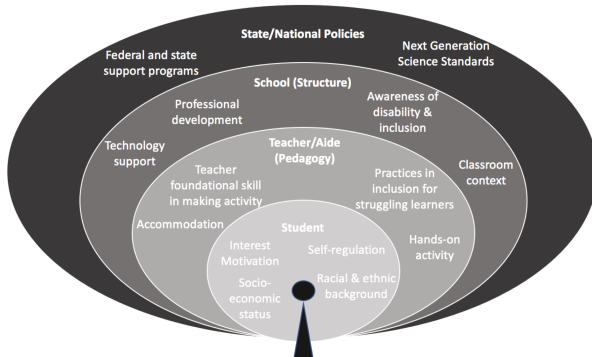 State/National Policies
Federal and state
support programs
Next Generation
Science Standards
School (Structure)
Professional
development
Awareness of
disability &
inclusion
Technology
support
Teacher/Aide
(Pedagogy)
Classroom
context
Teacher
foundational skill
in making activity
Practices in
inclusion for
struggling learners
Accommodation
Student
Hands-on
activity
Interest
Motivation
Self-regulation
Socio-
economic
status
Racial & ethnic
background